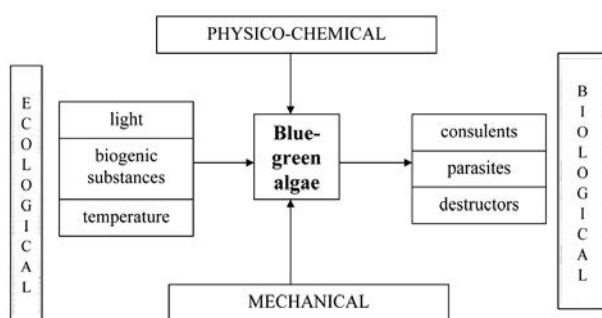 PHYSICO-CHEMICAL
ECOLOGICAL
light
biogenic
substances
temperature
Blue-
green
algae
consulents
parasites
destructors
BIOLOGICAL
MECHANICAL